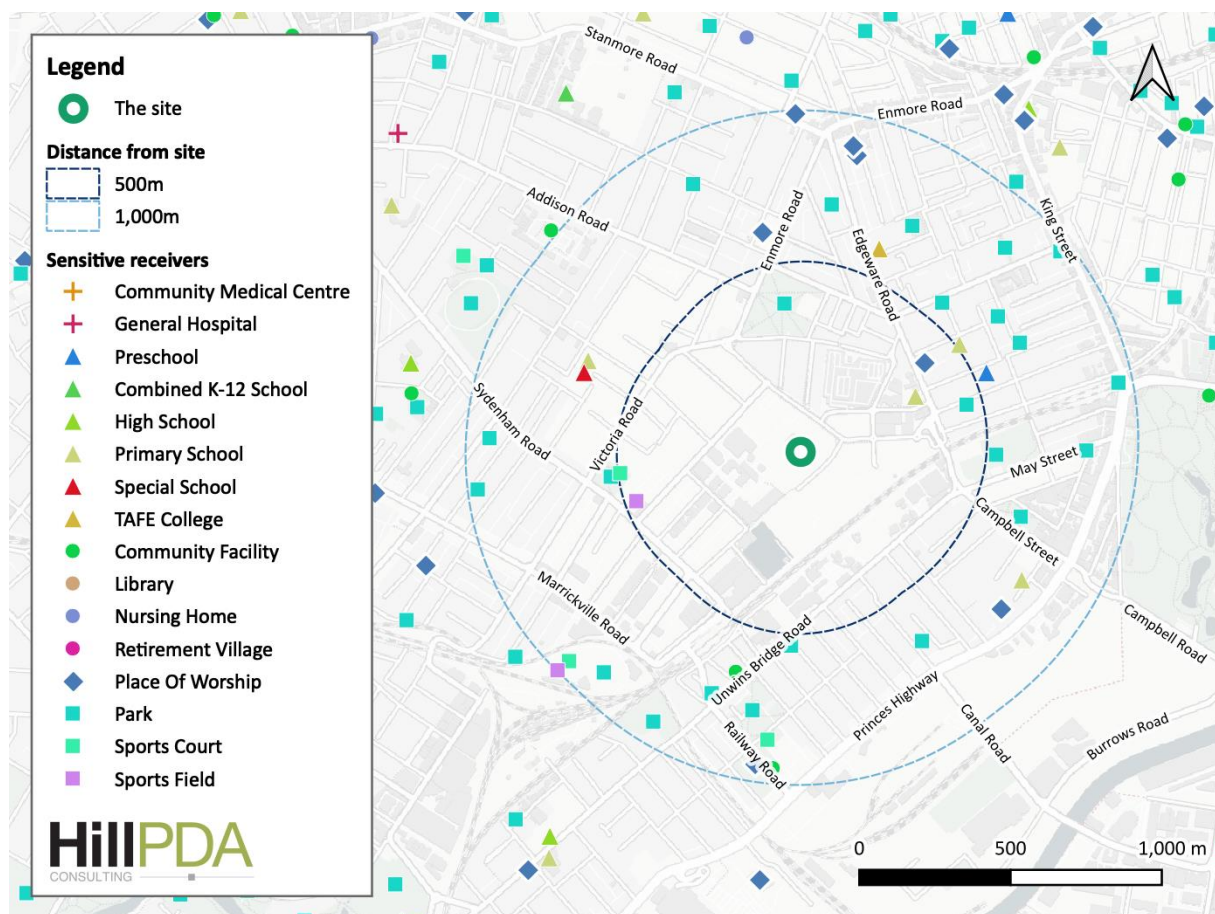 Legend
The site
Distance from site
500m
1,000m
Sensitive receivers
Community Medical Centre
General Hospital
Preschool
Combined K-12 School
High School
Primary School
Special School
TAFE College
Community Facility
Library
Nursing Home
Retirement Village
Place Of Worship
Park
Sports Court
Sports Field
HillPDA
CONSULTING
Stanmore Road
Enmore Road
Addison Road
Enmore Road
Edgeware Road
King Street
Sydenham Road
Victoria Road
May Street
Campbell Street
Marrickville Road
Unwins Bridge Road
Campbell Road
Princes Highway
Canal Road
Railway Road
Burrows Road
0 500 1,000 m